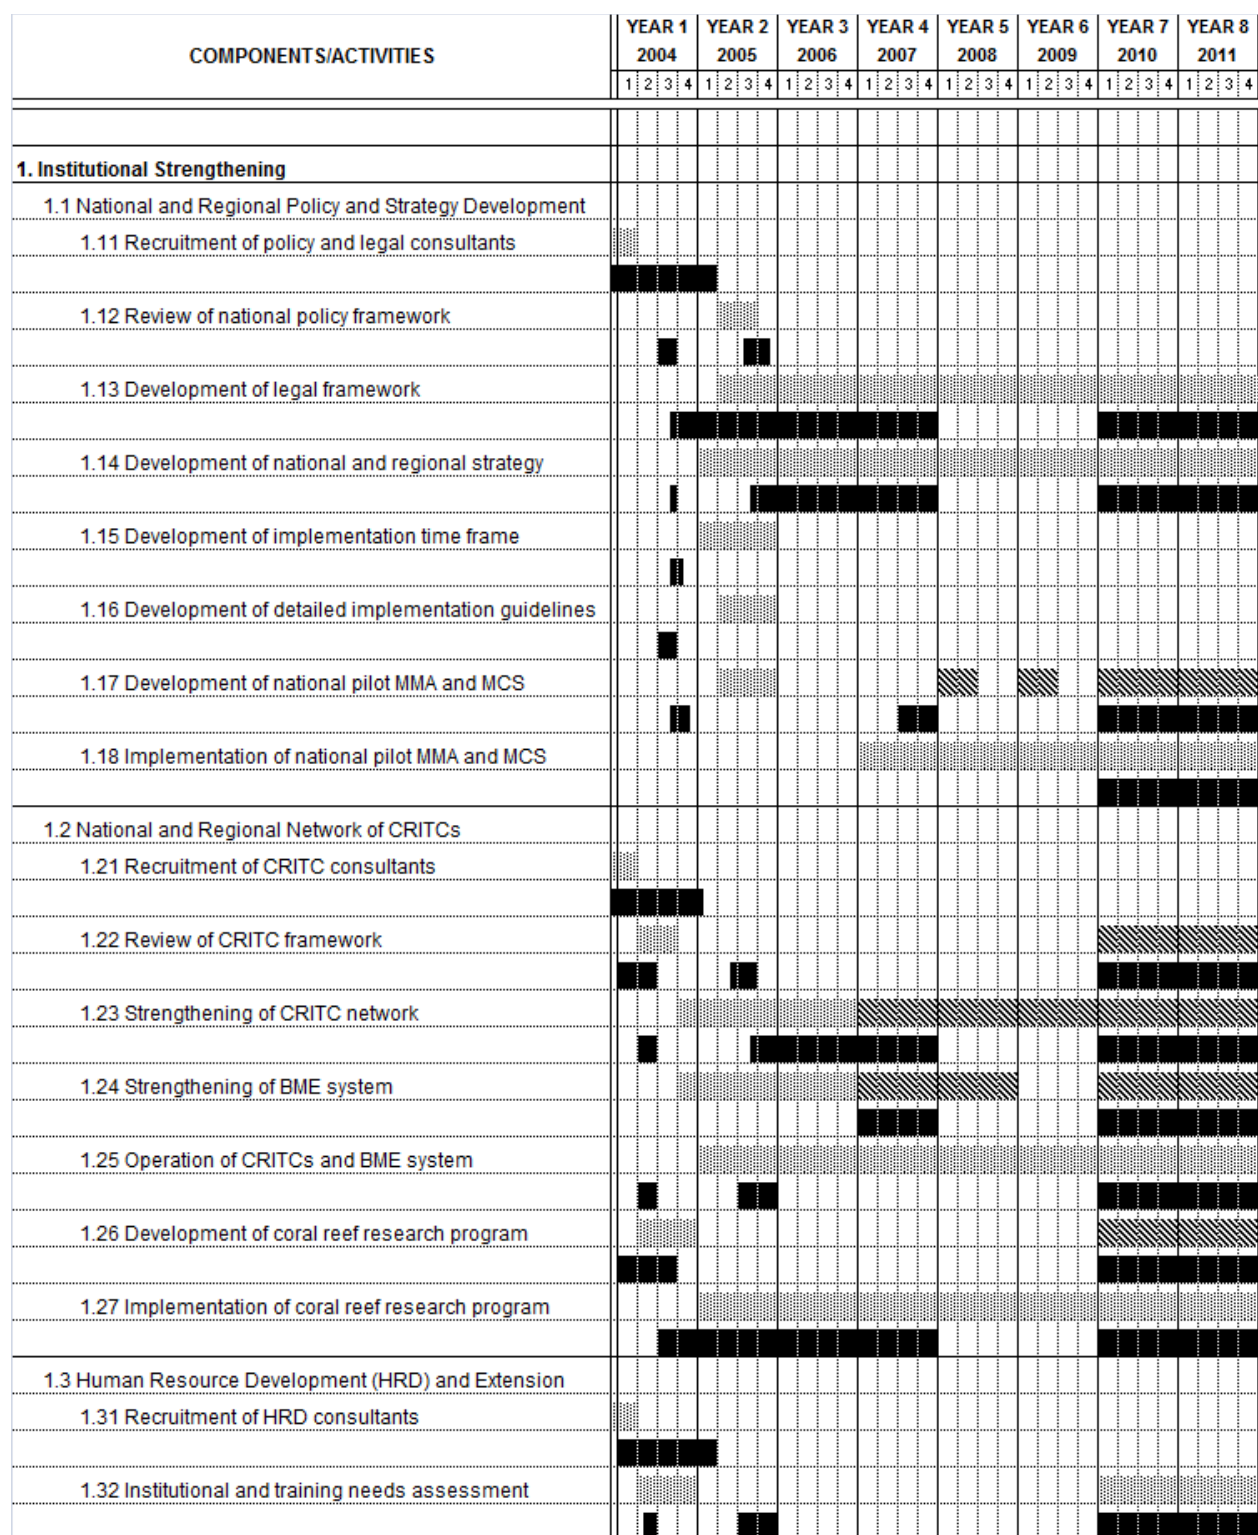 YEAR 1 YEAR 2 YEAR 3 YEAR 4 YEAR 5 YEAR 6 YEAR 7 YEAR 8
COMPONENTS/ACTIVITIES 2004 2005 2006 2007 2008 2009 2010 2011
1 2 3 4 1 2 3 4 1 2 3 4 1 2 3 4 1 2 3 4 1 2 3 4 1 2 3 4 1 2 3 4
1. Institutional Strengthening
1.1 National and Regional Policy and Strategy Development
1.11 Recruitment of policy and legal consultants
1.12 Review of national policy framework
1.13 Development of legal framework
1.14 Development of national and regional strategy
1.15 Development of implementation time frame
1.16 Development of detailed implementation guidelines
1.17 Development of national pilot MMA and MCS
1.18 Implementation of national pilot MMA and MCS
1.2 National and Regional Network of CRITCs
1.21 Recruitment of CRITC consultants
1.22 Review of CRITC framework
1.23 Strengthening of CRITC network
1.24 Strengthening of BME system
1.25 Operation of CRITCs and BME system
1.26 Development of coral reef research program
1.27 Implementation of coral reef research program
1.3 Human Resource Development (HRD) and Extension
1.31 Recruitment of HRD consultants
1.32 Institutional and training needs assessment